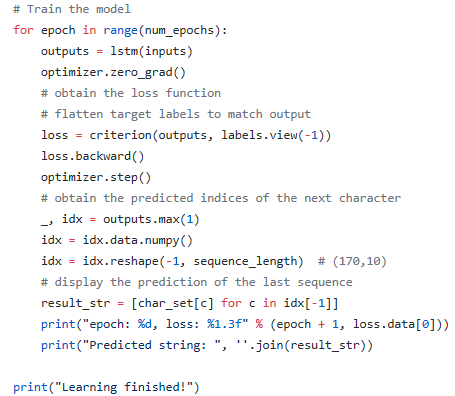 # Train the model
for epoch in range(num_epochs):
    outputs = lstm(inputs)
    optimizer.zero_grad()
    # obtain the loss function
    # flatten target labels to match output
    loss = criterion(outputs, labels.view(-1))
    loss.backward()
    optimizer.step()
    # obtain the predicted indices of the next character
    _, idx = outputs.max(1)
    idx = idx.data.numpy()
    idx = idx.reshape(-1, sequence_length)  # (170,10)
    # display the prediction of the last sequence
    result_str = [char_set[c] for c in idx[-1]]
    print("epoch: %d, loss: %1.3f" % (epoch + 1, loss.data[0]))
    print("Predicted string: ", ''.join(result_str))

print("Learning finished!")